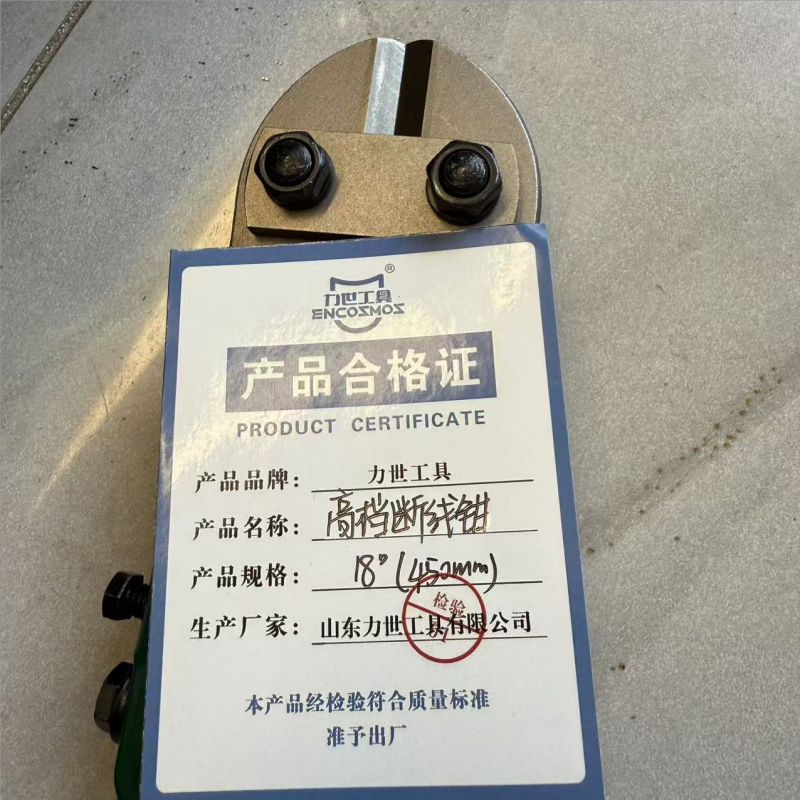 ®
力世工具
ENCOSMOS
产品合格证
PRODUCT CERTIFICATE
产品品牌：力世工具
产品名称：高档断线钳
产品规格：18"(450mm)
生产厂家：山东力世工具有限公司
检验
本产品经检验符合质量标准
准予出厂